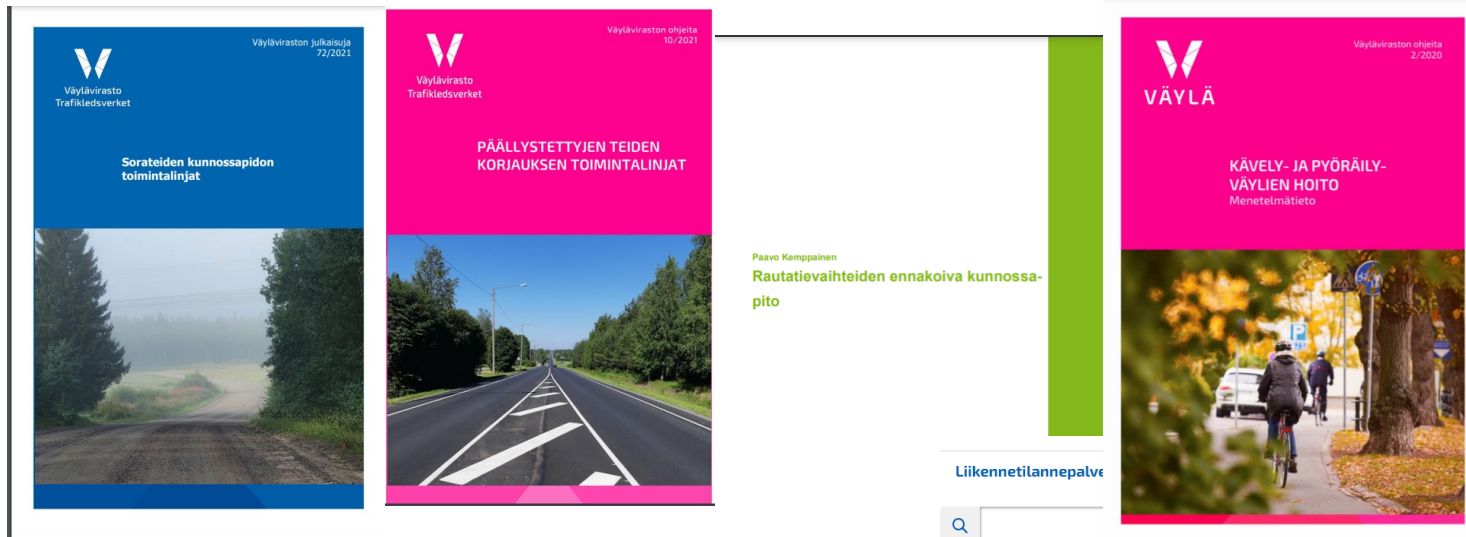 Väyläviraston julkaisuja
72/2021
Väylävirasto
Trafikledsverket
Sorateiden kunnossapidon
toimintalinjat
Väyläviraston ohjeita
10/2021
Väylävirasto
Trafikledsverket
PÄÄLLYSTETTYJEN TEIDEN
KORJAUKSEN TOIMINTALINJAT
Paavo Kemppainen
Rautatievaihteiden ennakoiva kunnossa-
pito
Liikennetilannepalve
Väyläviraston ohjeita
2/2020
VÄYLÄ
KÄVELY- JA PYÖRÄILY-
VÄYLIEN HOITO
Menetelmätieto
P